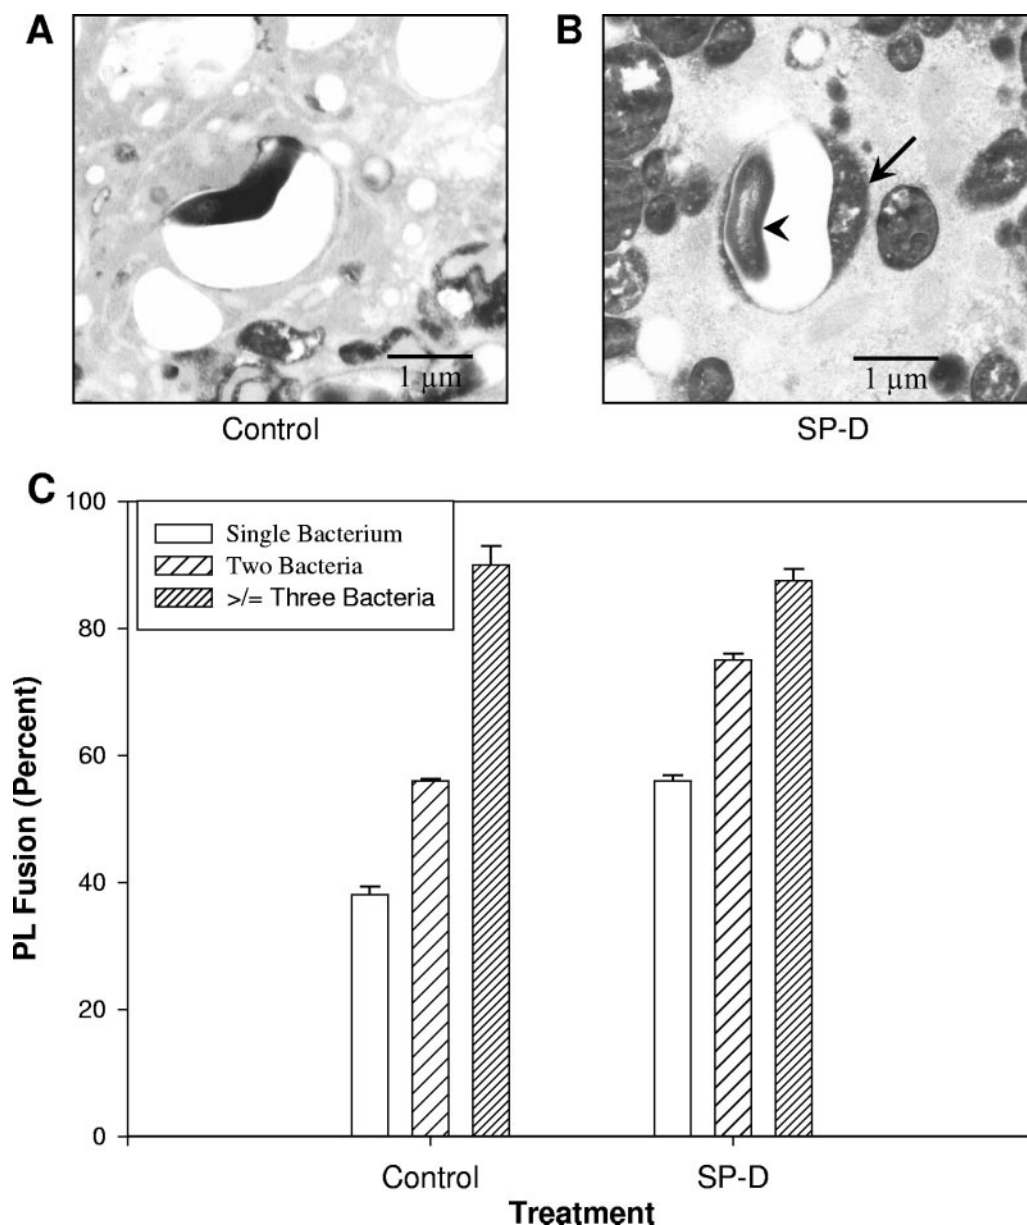 A
B
1 µm
1 µm
Control
SP-D
C
100
80
60
40
20
0
PL Fusion (Percent)
Single Bacterium
Two Bacteria
>/= Three Bacteria
Control
SP-D
Treatment